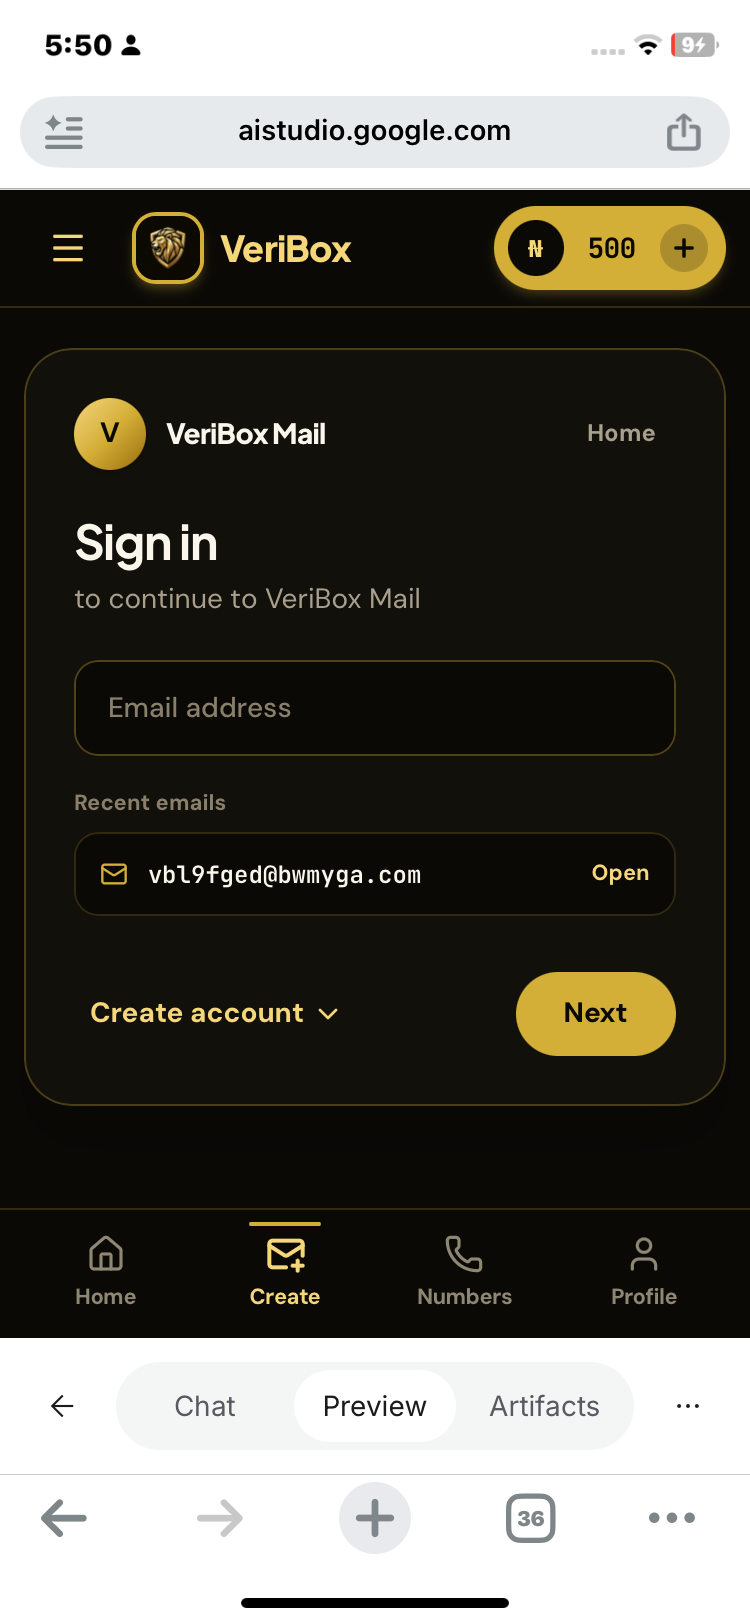 5:50
9
aistudio.google.com
VeriBox
₦ 500 +
V VeriBox Mail
Home
Sign in
to continue to VeriBox Mail
Email address
Recent emails
vbl9fged@bwmyga.com
Open
Create account
Next
Home
Create
Numbers
Profile
Chat
Preview
Artifacts
36